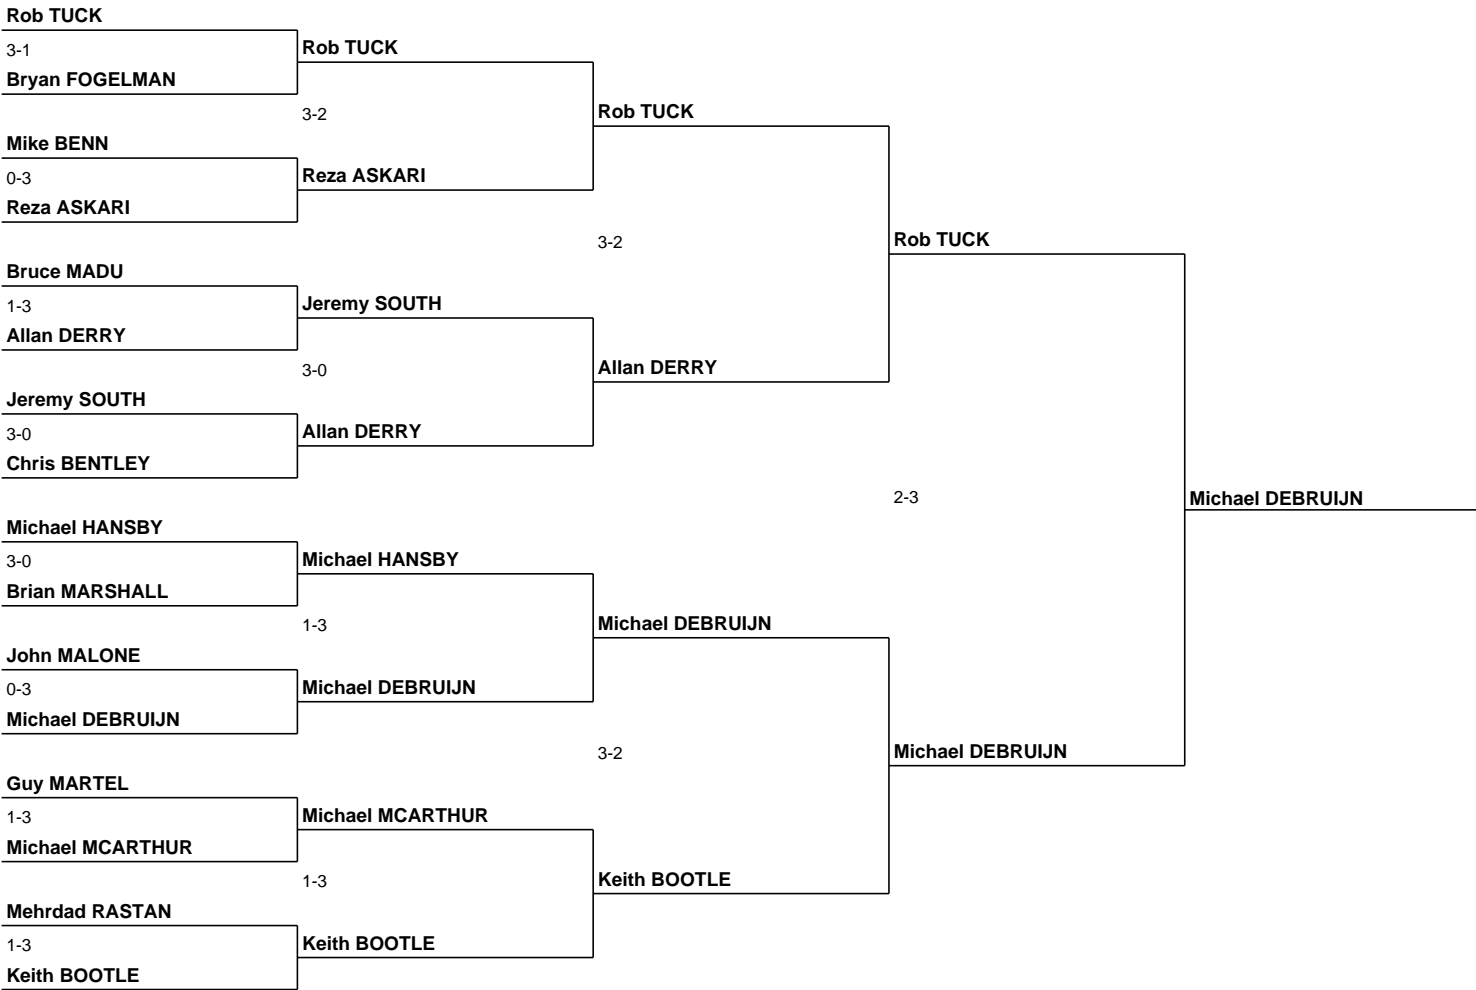 Rob TUCK
3-1
Bryan FOGELMAN
Mike BENN
0-3
Reza ASKARI
Bruce MADU
1-3
Allan DERRY
Jeremy SOUTH
3-0
Chris BENTLEY
Michael HANSBY
3-0
Brian MARSHALL
John MALONE
0-3
Michael DEBRUIJN
Guy MARTEL
1-3
Michael MCARTHUR
Mehrdad RASTAN
1-3
Keith BOOTLE
Rob TUCK
3-2
Reza ASKARI
Jeremy SOUTH
3-0
Allan DERRY
Michael HANSBY
1-3
Michael DEBRUIJN
Michael MCARTHUR
1-3
Keith BOOTLE
Rob TUCK
3-2
Allan DERRY
Michael DEBRUIJN
3-2
Keith BOOTLE
Rob TUCK
2-3
Michael DEBRUIJN
Michael DEBRUIJN